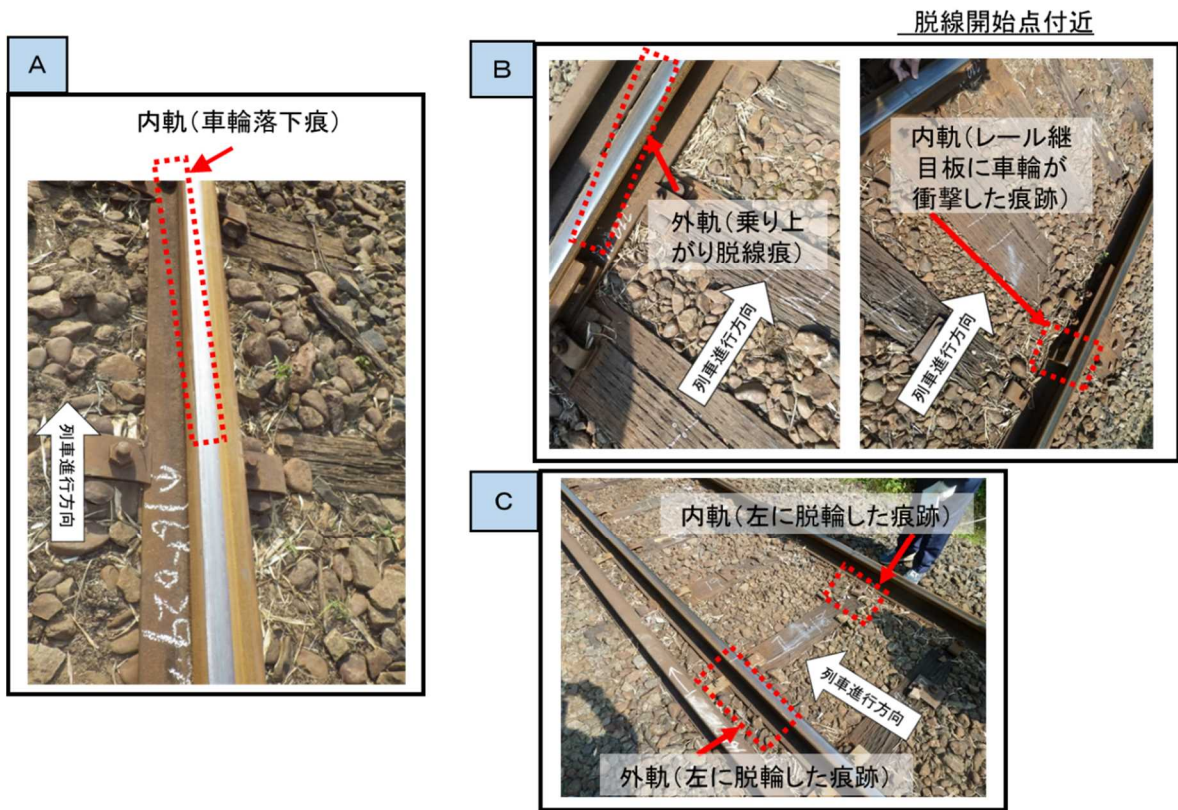 脱線開始点付近
A
内軌(車輪落下痕)
列車進行方向
B
外軌(乗り上
がり脱線痕)
列車進行方向
内軌(レール継
目板に車輪が
衝撃した痕跡)
列車進行方向
C
内軌(左に脱輪した痕跡)
列車進行方向
外軌(左に脱輪した痕跡)